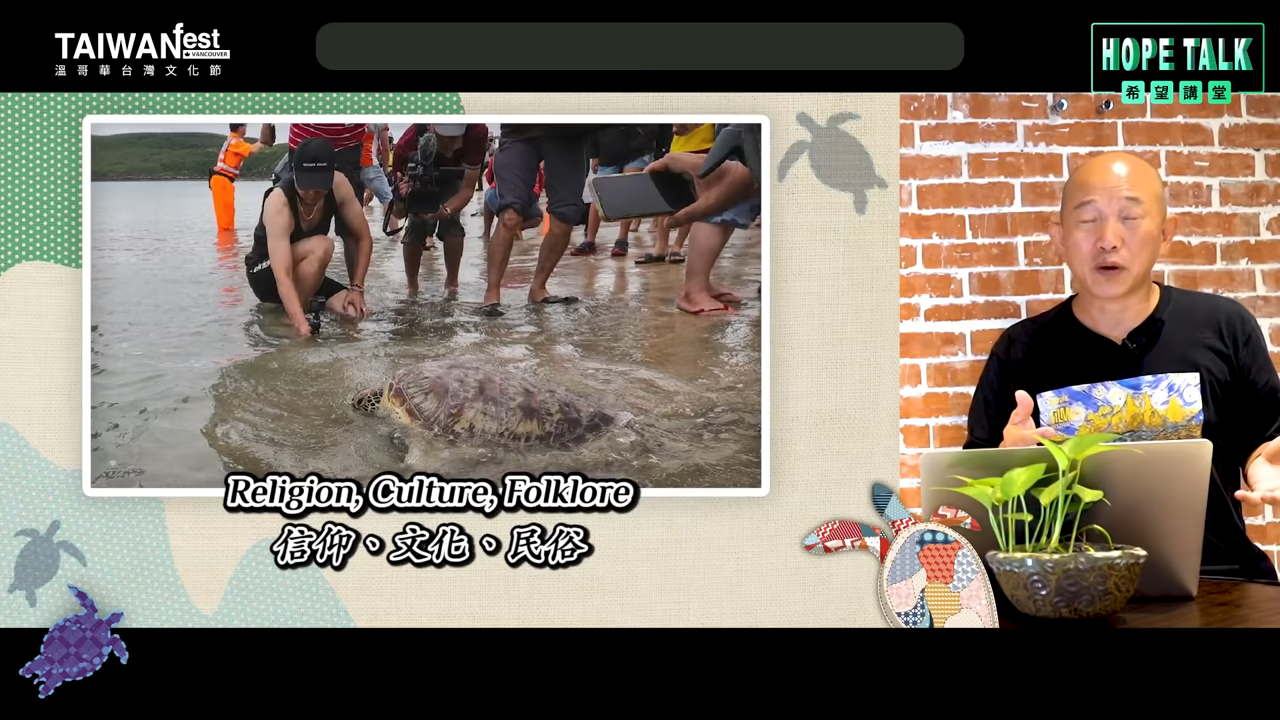 TAIWANfest
VANCOUVER
溫哥華台灣文化節
HOPE TALK
希望講堂
Religion, Culture, Folklore
信仰、文化、民俗